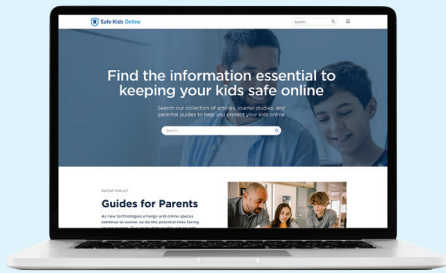 Safe Kids Online
Search...
Find the information essential to
keeping your kids safe online
Search our collection of articles, journal studies, and
parental guides to help you protect your kids online
Search...
PARENT TOOLKIT
Guides for Parents
As new technologies emerge and online spaces
continue to evolve, so do the potential risks facing